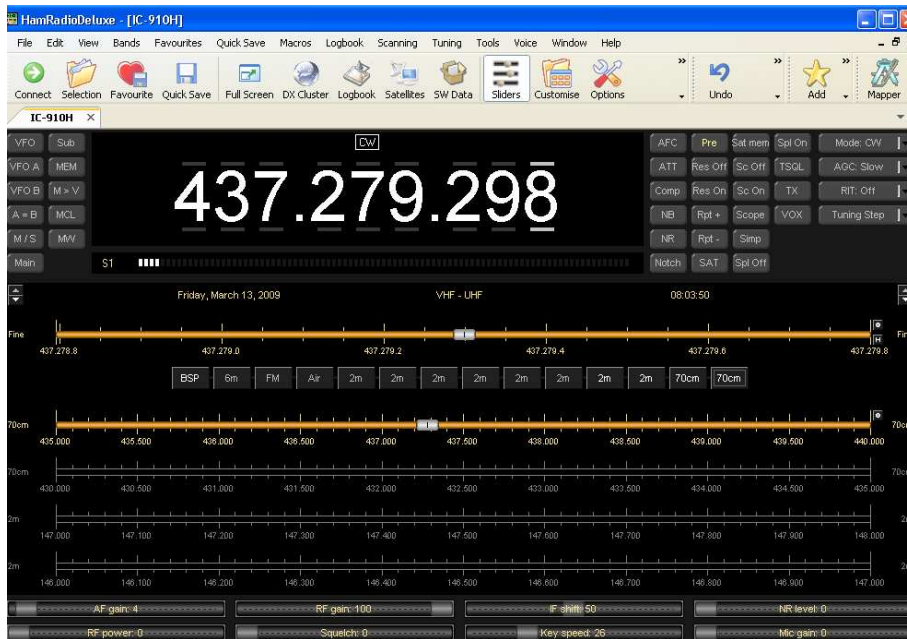 HamRadioDeluxe - [IC-910H]
File Edit View Bands Favourites Quick Save Macros Logbook Scanning Tuning Tools Voice Window Help
Connect Selection Favourite Quick Save Full Screen DX Cluster Logbook Satellites SW Data Sliders Customise Options Undo Add Mapper
IC-910H
VFO Sub CW AFC Pre Sat mem Spl On Mode: CW
VFO A MEM ATT Res Off Sc Off TSQL AGC: Slow
VFO B M > V 437.279.298 Comp Res On Sc On TX RIT: Off
A = B MCL NB Rpt + Scope VOX Tuning Step
M / S MW NR Rpt - Simp
Main S1 Notch SAT Spl Off
Friday, March 13, 2009 VHF - UHF 08:03:50
Fine
437.278.8 437.279.0 437.279.2 437.279.4 437.279.6 437.279.8
BSP 6m FM Air 2m 2m 2m 2m 2m 2m 2m 2m 70cm 70cm
70cm
435.000 435.500 436.000 436.500 437.000 437.500 438.000 438.500 439.000 439.500 440.000
70cm
430.000 430.500 431.000 431.500 432.000 432.500 433.000 433.500 434.000 434.500 435.000
2m
147.000 147.100 147.200 147.300 147.400 147.500 147.600 147.700 147.800 147.900 148.000
2m
146.000 146.100 146.200 146.300 146.400 146.500 146.600 146.700 146.800 146.900 147.000
AF gain: 4 RF gain: 100 IF shift: 50 NR level: 0
RF power: 0 Squelch: 0 Key speed: 26 Mic gain: 0